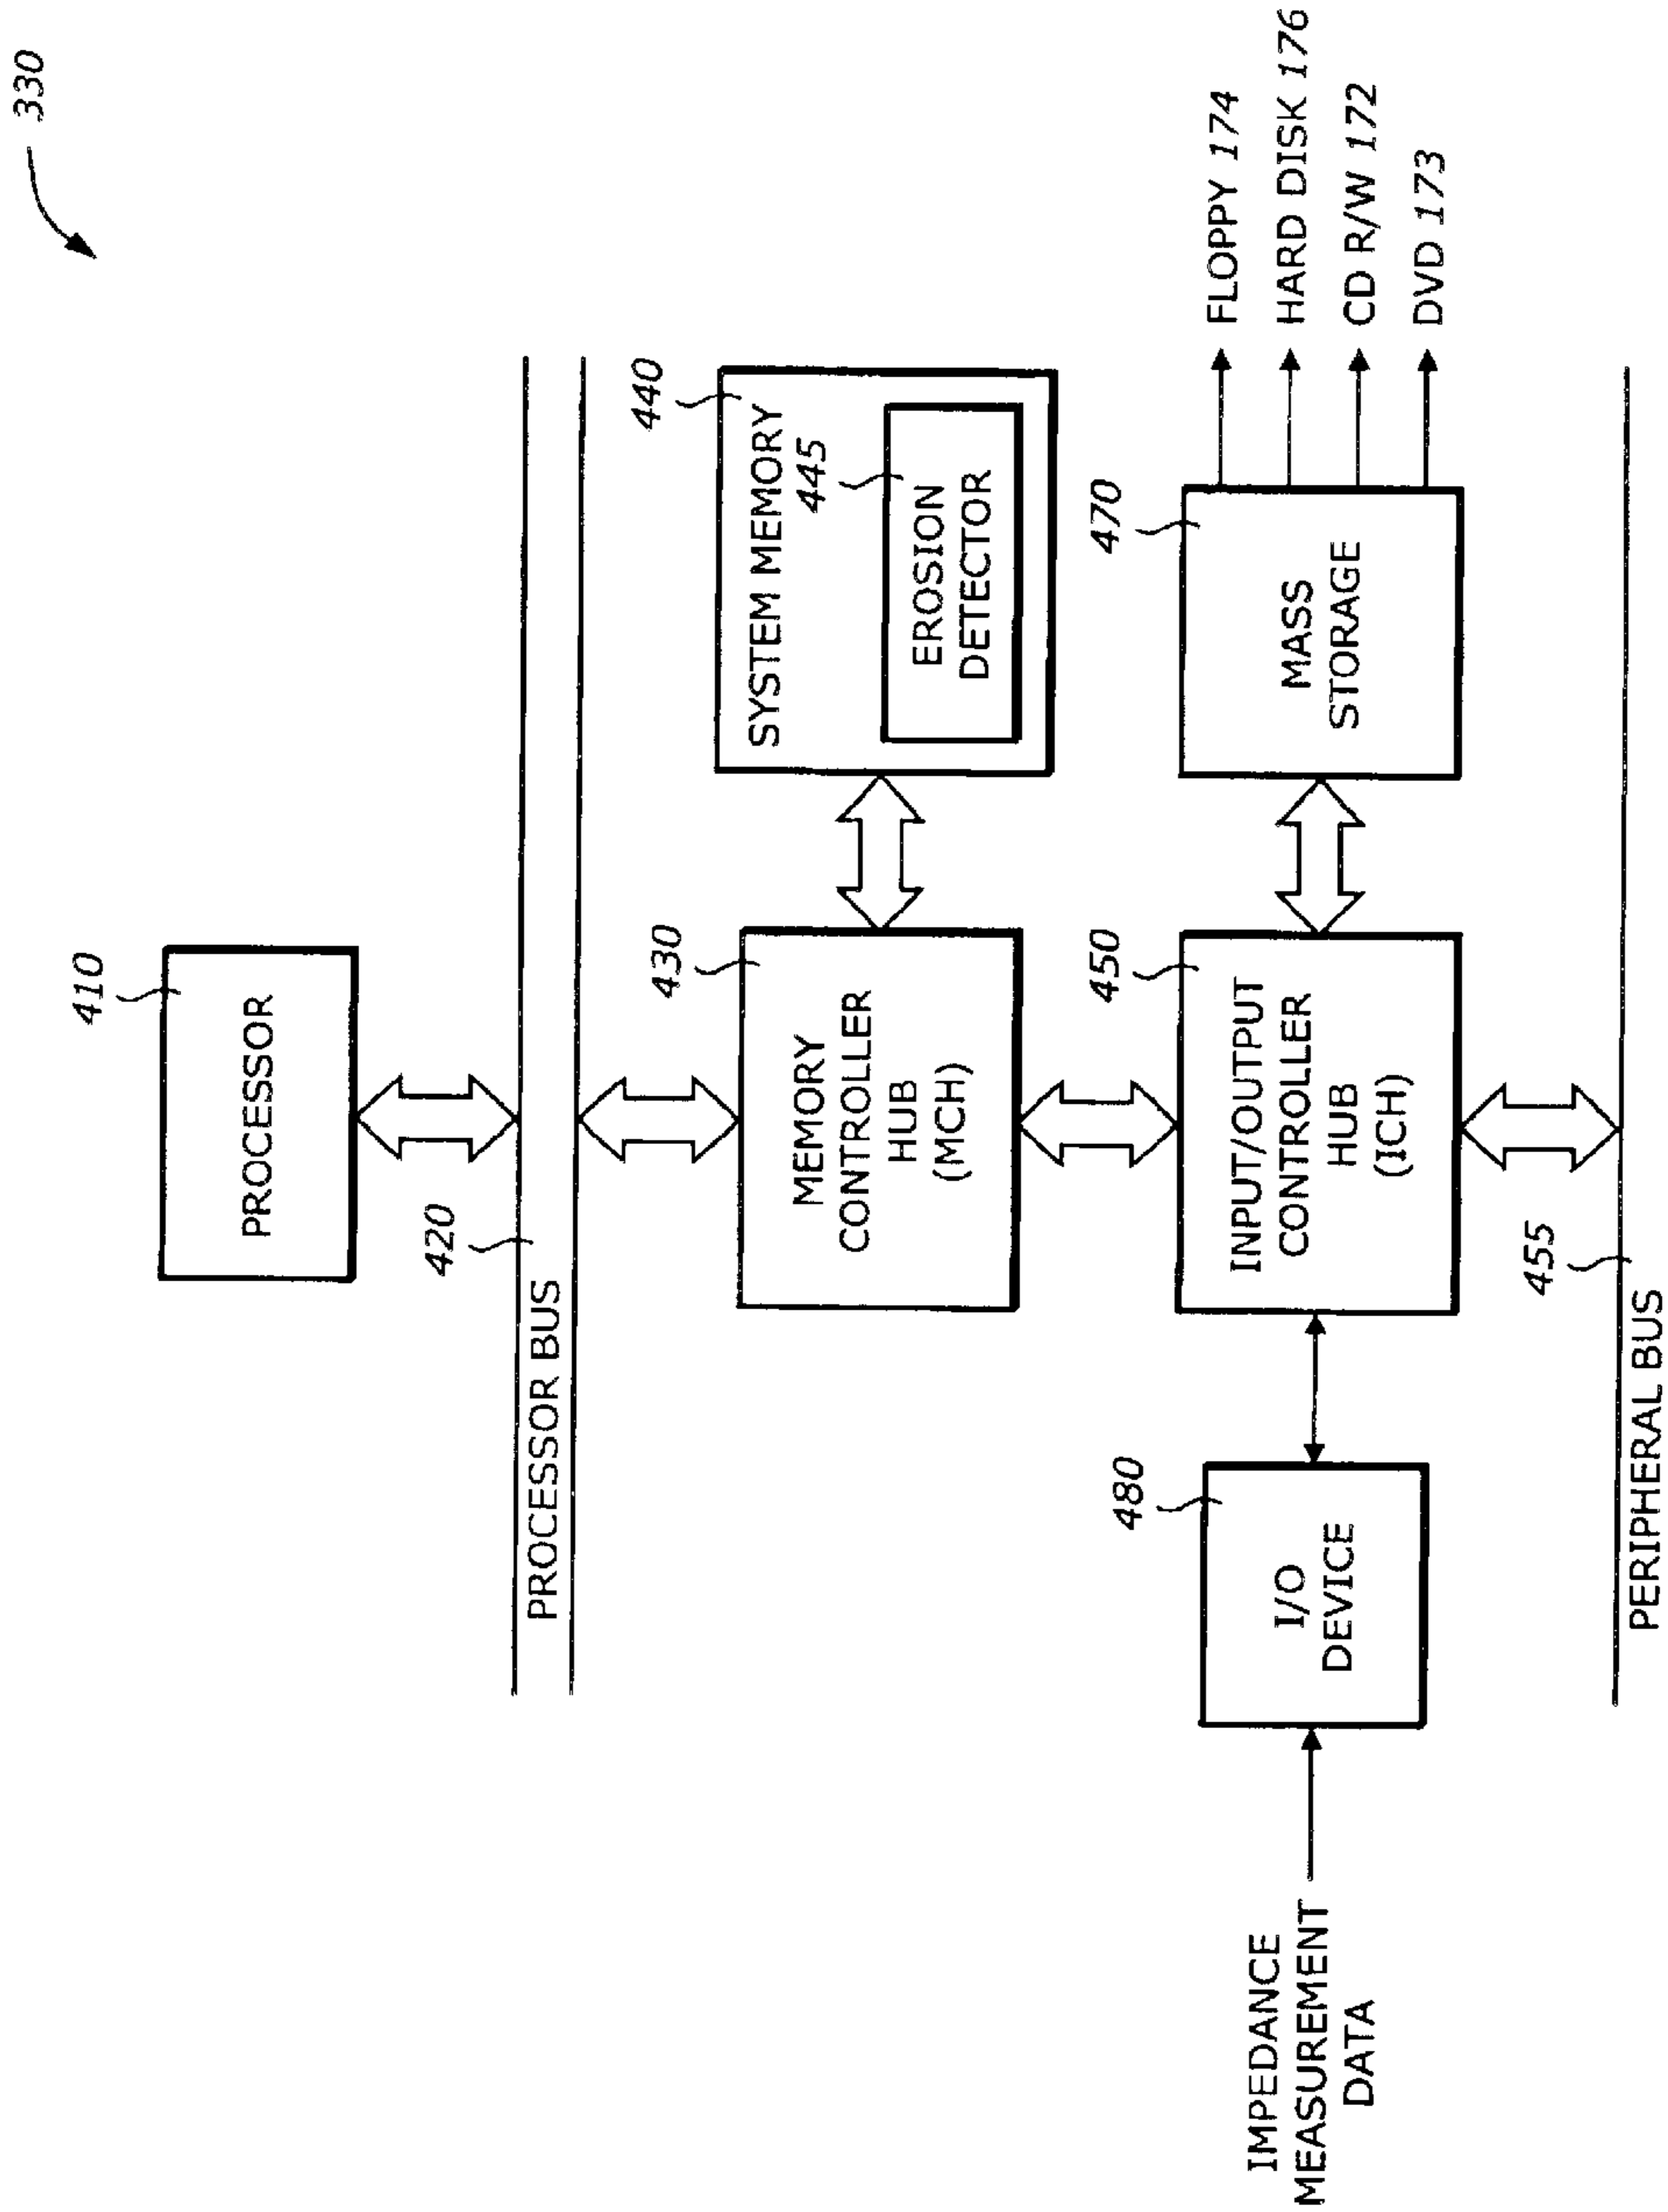 330
410
PROCESSOR
420
PROCESSOR BUS
430
MEMORY
CONTROLLER
HUB
(MCH)
440
SYSTEM MEMORY
445
EROSION
DETECTOR
IMPEDANCE
MEASUREMENT
DATA
480
I/O
DEVICE
450
INPUT/OUTPUT
CONTROLLER
HUB
(ICH)
470
MASS
STORAGE
FLOPPY 174
HARD DISK 176
CD R/W 172
DVD 173
455
PERIPHERAL BUS